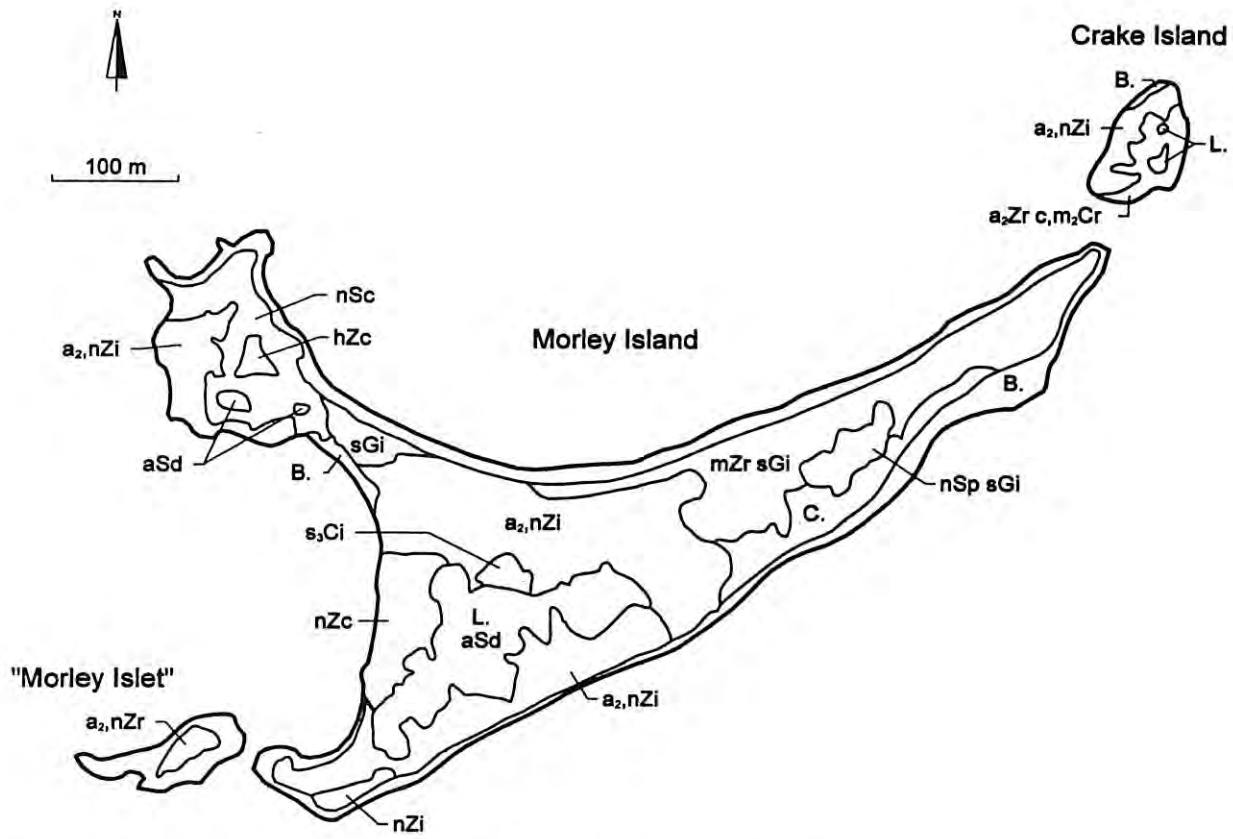 N
Crake Island
B.
a₂,nZi
L.
100 m
a₂Zr c,m₂Cr
nSc
hZc
a₂,nZi
Morley Island
B.
sGi
aSd
B.
mZr sGi
nSp sGi
C.
a₂,nZi
s₃Ci
nZc
L.
aSd
"Morley Islet"
a₂,nZi
a₂,nZr
nZi